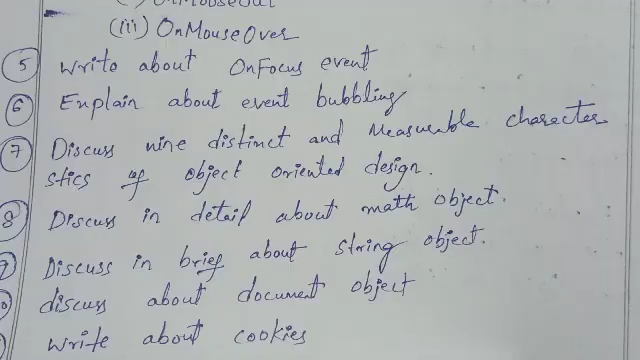 (iii) OnMouseOver
5 Write about OnFocus event
6 Explain about event bubbling
7 Discuss nine distinct and Measurable character
stics of object oriented design.
8 Discuss in detail about math object.
9 Discuss in brief about string object.
discuss about document object
Write about cookies